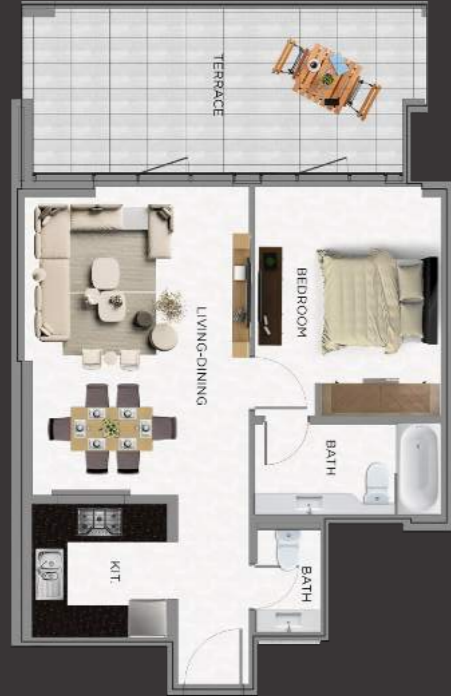 TERRACE
BEDROOM
LIVING-DINING
BATH
KIT.
BATH